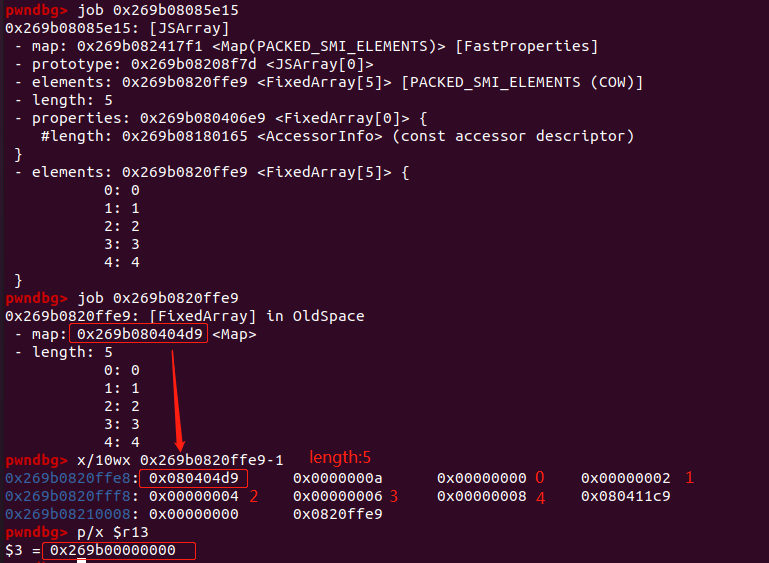 pwndbg> job 0x269b08085e15
0x269b08085e15: [JSArray]
- map: 0x269b082417f1 <Map(PACKED_SMI_ELEMENTS)> [FastProperties]
- prototype: 0x269b08208f7d <JSArray[0]>
- elements: 0x269b0820ffe9 <FixedArray[5]> [PACKED_SMI_ELEMENTS (COW)]
- length: 5
- properties: 0x269b080406e9 <FixedArray[0]> {
#length: 0x269b08180165 <AccessorInfo> (const accessor descriptor)
}
- elements: 0x269b0820ffe9 <FixedArray[5]> {
0: 0
1: 1
2: 2
3: 3
4: 4
}
pwndbg> job 0x269b0820ffe9
0x269b0820ffe9: [FixedArray] in OldSpace
- map: 0x269b080404d9 <Map>
- length: 5
0: 0
1: 1
2: 2
3: 3
4: 4
pwndbg> x/10wx 0x269b0820ffe9-1 length:5
0x269b0820ffe8: 0x080404d9 0x0000000a 0x00000000 0 0x00000002 1
0x269b0820fff8: 0x00000004 2 0x00000006 3 0x00000008 4 0x080411c9
0x269b08210008: 0x00000000 0x0820ffe9
pwndbg> p/x $r13
$3 = 0x269b00000000